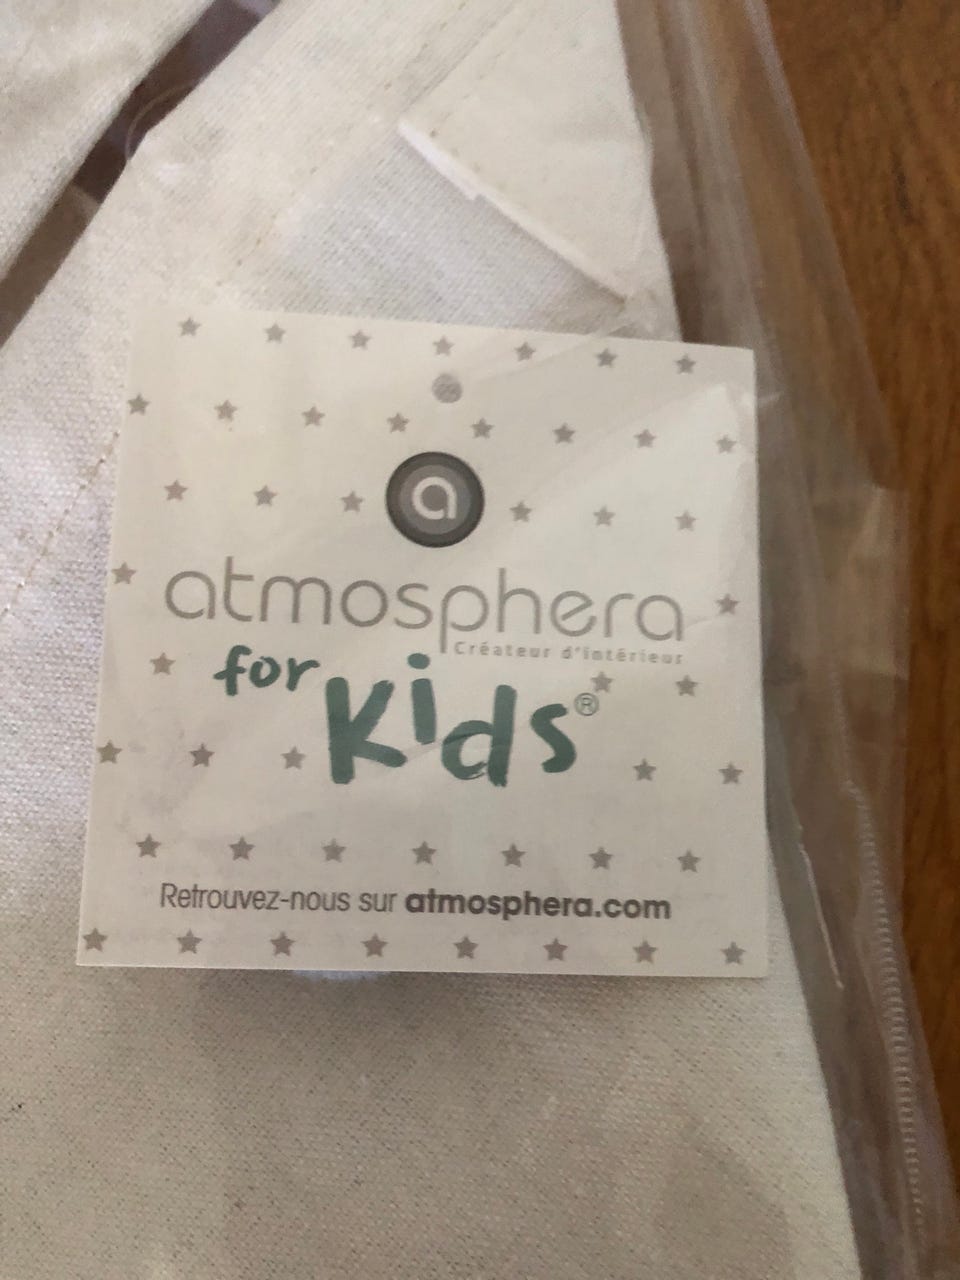 a
atmosphera
Créateur d'intérieur
for
Kids®
Retrouvez-nous sur atmosphera.com